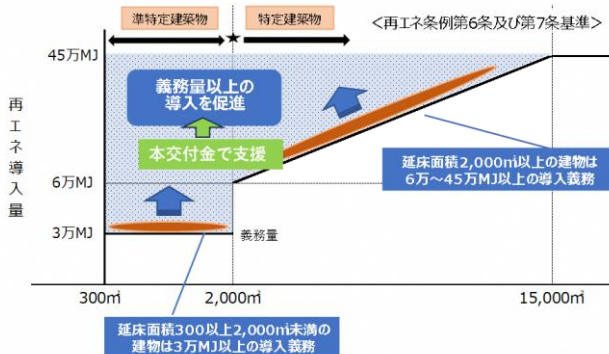 準特定建築物
特定建築物
<再エネ条例第6条及び第7条基準>
45万MJ
義務量以上の
導入を促進
本交付金で支援
再エネ導入量
延床面積2,000㎡以上の建物は
6万～45万MJ以上の導入義務
6万MJ
3万MJ
義務量
300㎡
2,000㎡
15,000㎡
延床面積300以上2,000㎡未満の
建物は3万MJ以上の導入義務